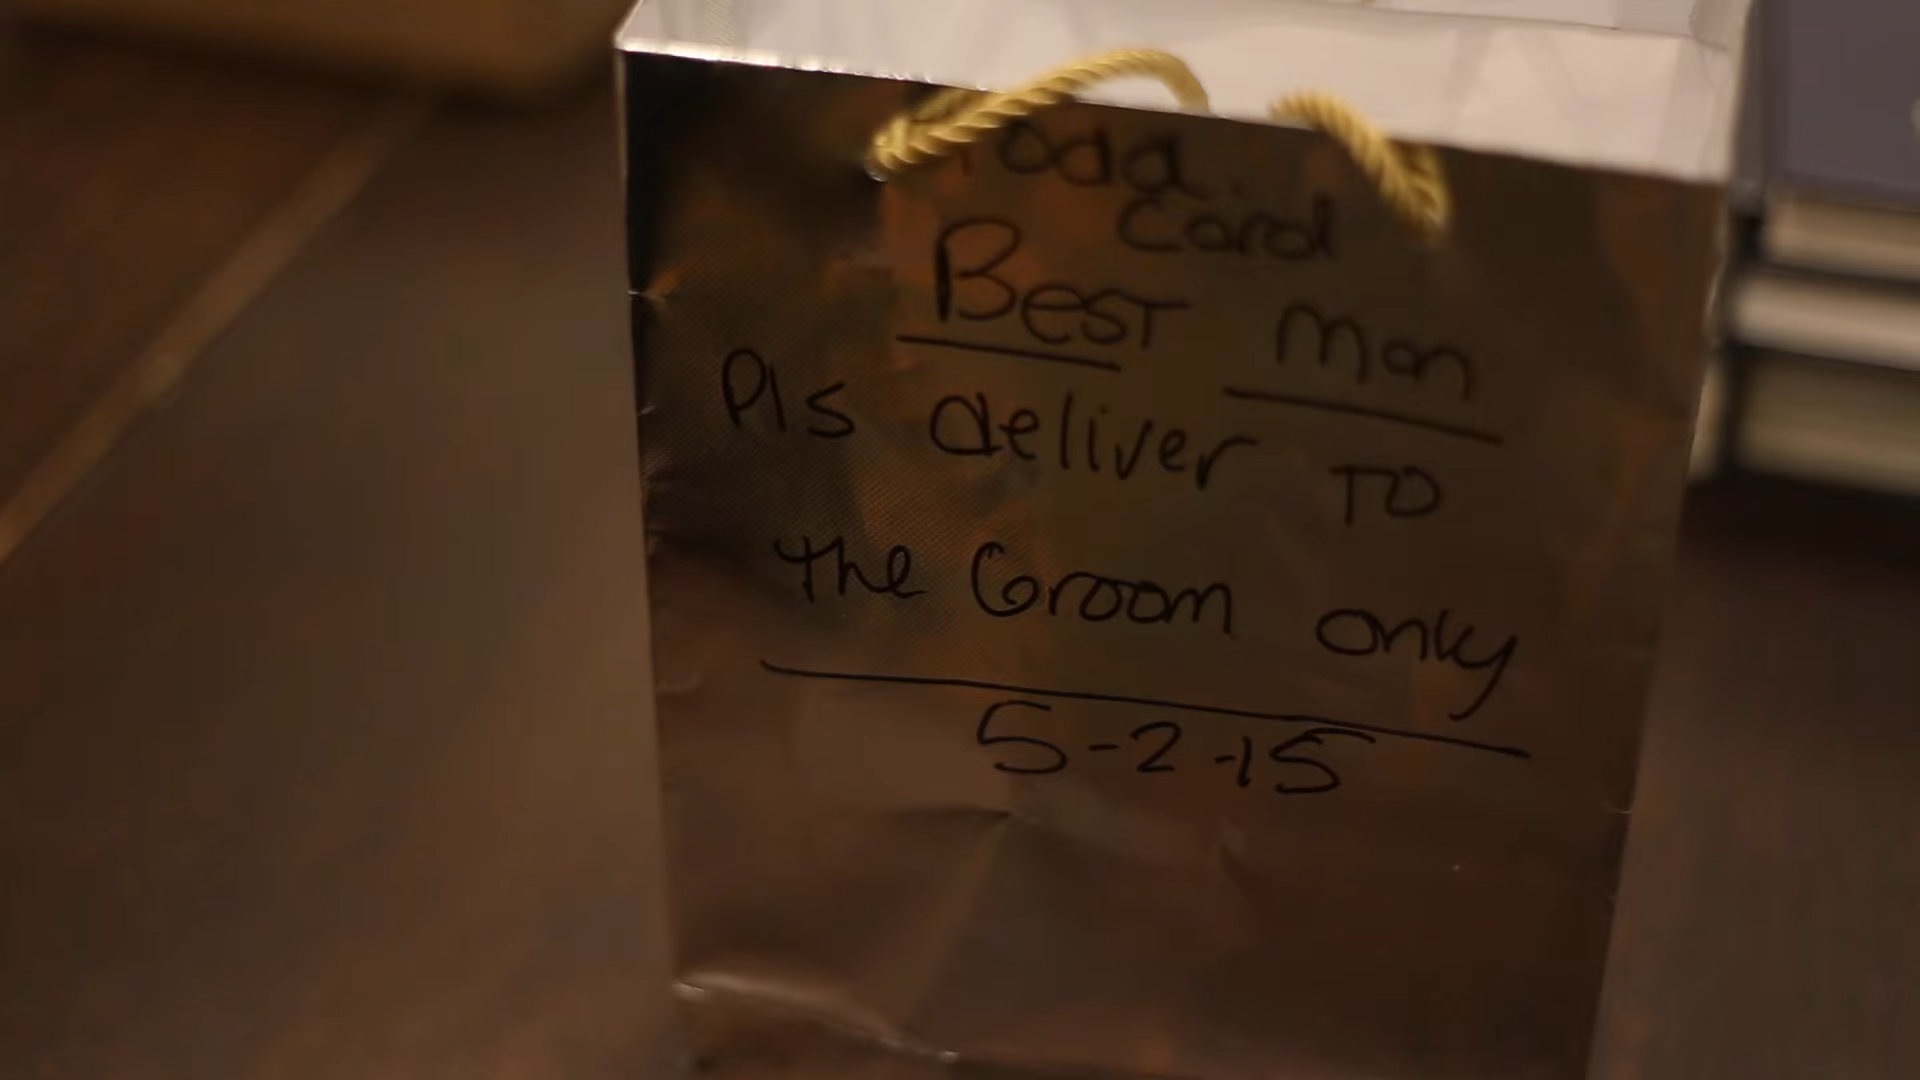 Todd
Card
Best Man
Pls deliver To
the Groom only
5-2-15